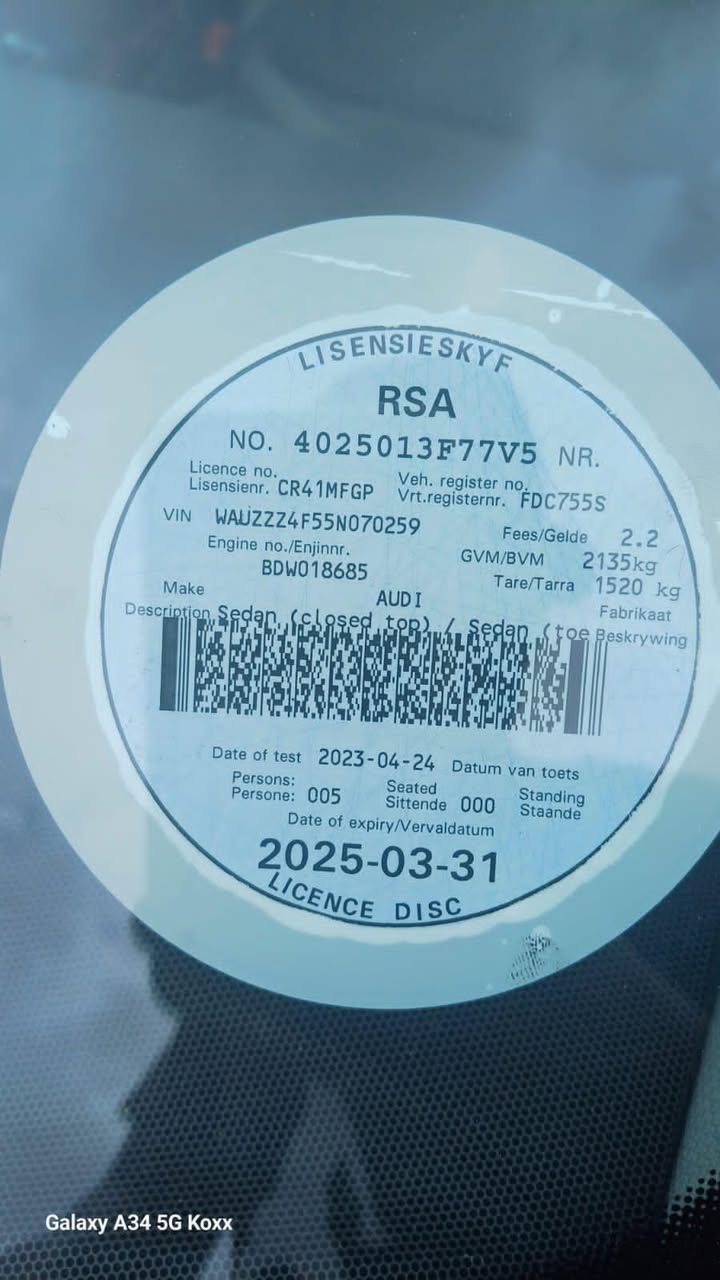 LISENSIESKYF
RSA
NO. 4025013F77V5 NR.
Licence no.
Lisensienr. CR41MFGP
Veh. register no.
Vrt.registernr. FDC755S
VIN WAUZZZ4F55N070259
Fees/Gelde 2.2
Engine no./Enjinnr.
BDW018685
GVM/BVM 2135kg
Tare/Tarra 1520 kg
Make AUDI Fabrikaat
Description Sedan (closed top) / Sedan (toe Beskrywing
Date of test 2023-04-24 Datum van toets
Persons:
Persone: 005
Seated
Sittende 000
Standing
Staande
Date of expiry/Vervaldatum
2025-03-31
LICENCE DISC
Galaxy A34 5G Koxx